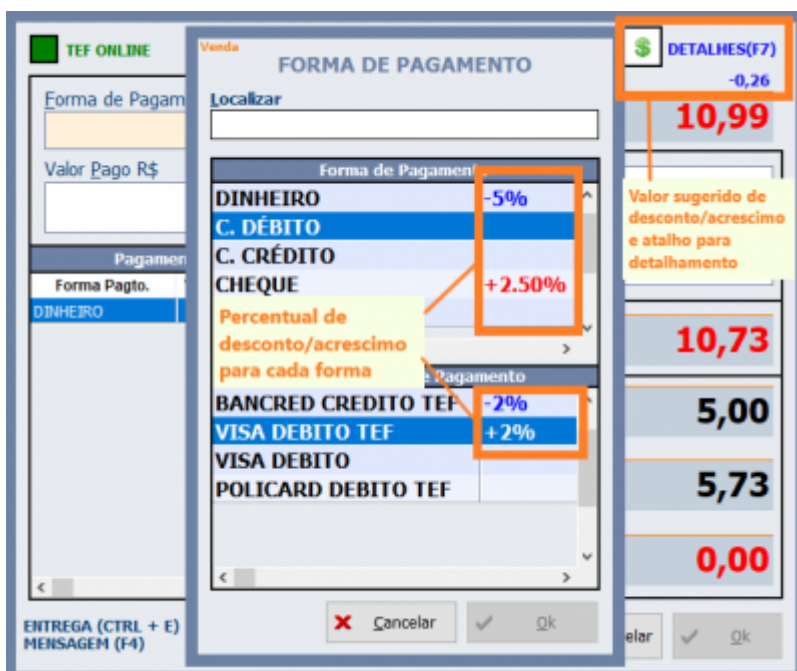 TEF ONLINE
Forma de Pagam
Valor Pago R$
Pagamen
Forma Pagto.
DINHEIRO
ENTREGA (CTRL + E)
MENSAGEM (F4)
Venda
FORMA DE PAGAMENTO
Localizar
Forma de Pagament
DINHEIRO -5%
C. DÉBITO
C. CRÉDITO
CHEQUE +2.50%
Percentual de
desconto/acrescimo
para cada forma
e Pagamento
BANCRED CREDITO TEF -2%
VISA DEBITO TEF +2%
VISA DEBITO
POLICARD DEBITO TEF
Cancelar
Ok
$ DETALHES(F7)
-0,26
10,99
Valor sugerido de
desconto/acrescimo
e atalho para
detalhamento
10,73
5,00
5,73
0,00
elar
Ok